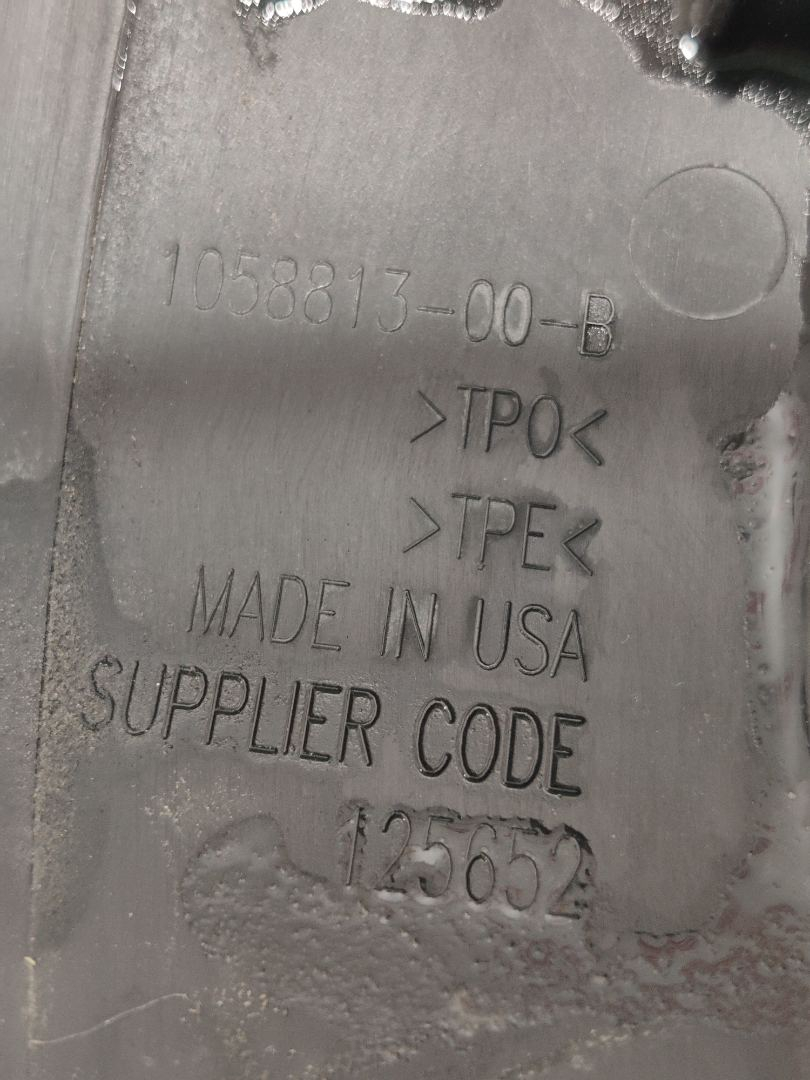 1058813-00-B
>TPO<
>TPE<
MADE IN USA
SUPPLIER CODE
125652